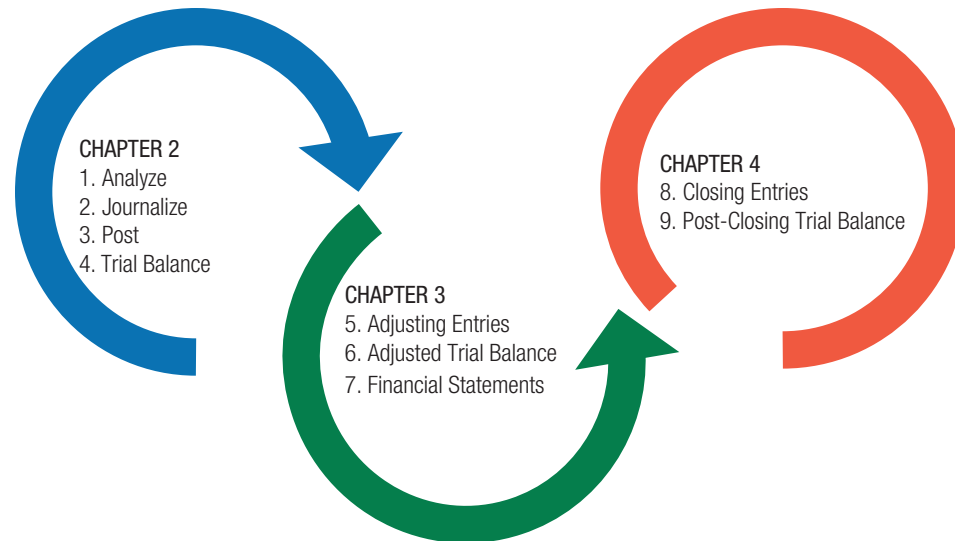 CHAPTER 2
1. Analyze
2. Journalize
3. Post
4. Trial Balance
CHAPTER 3
5. Adjusting Entries
6. Adjusted Trial Balance
7. Financial Statements
CHAPTER 4
8. Closing Entries
9. Post-Closing Trial Balance